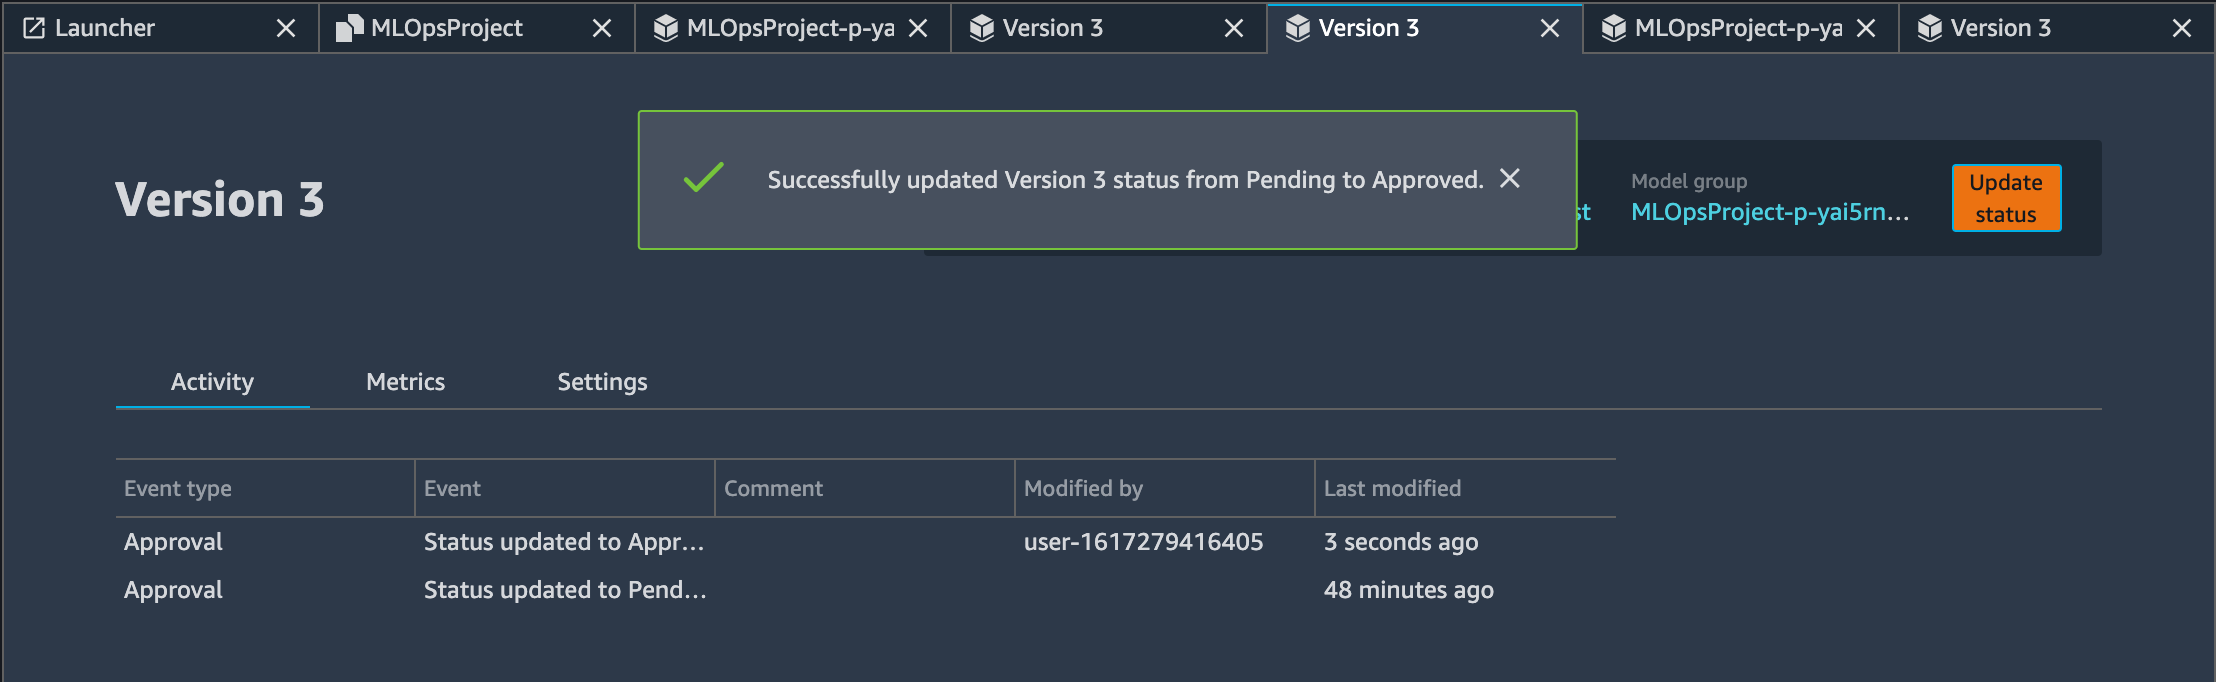 Launcher
MLOpsProject
MLOpsProject-p-ya
Version 3
Version 3
MLOpsProject-p-ya
Version 3
Successfully updated Version 3 status from Pending to Approved.
Version 3
st
Model group
MLOpsProject-p-yai5rn...
Update
status
Activity
Metrics
Settings
Event type
Event
Comment
Modified by
Last modified
Approval
Status updated to Appr...
user-1617279416405
3 seconds ago
Approval
Status updated to Pend...
48 minutes ago